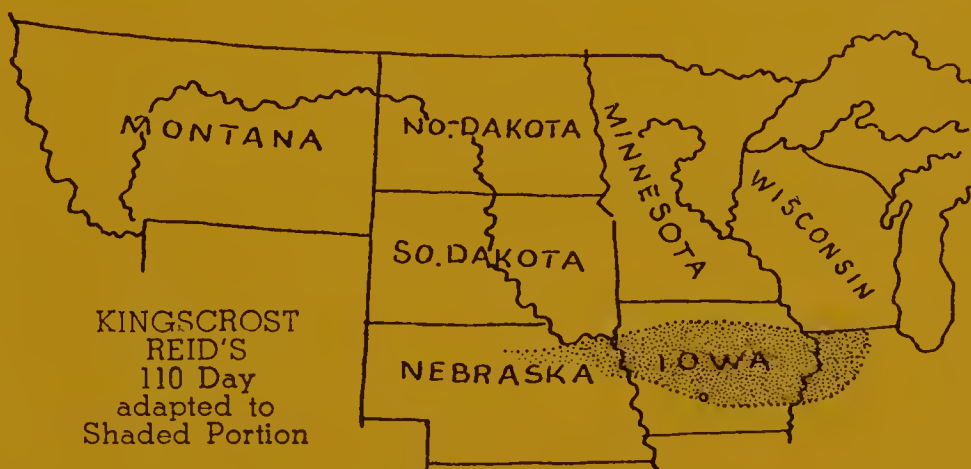 MONTANA
NO.DAKOTA
MINNESOTA
WISCONSIN
SO.DAKOTA
NEBRASKA
IOWA
KINGSCROST
REID'S
110 Day
adapted to
Shaded Portion